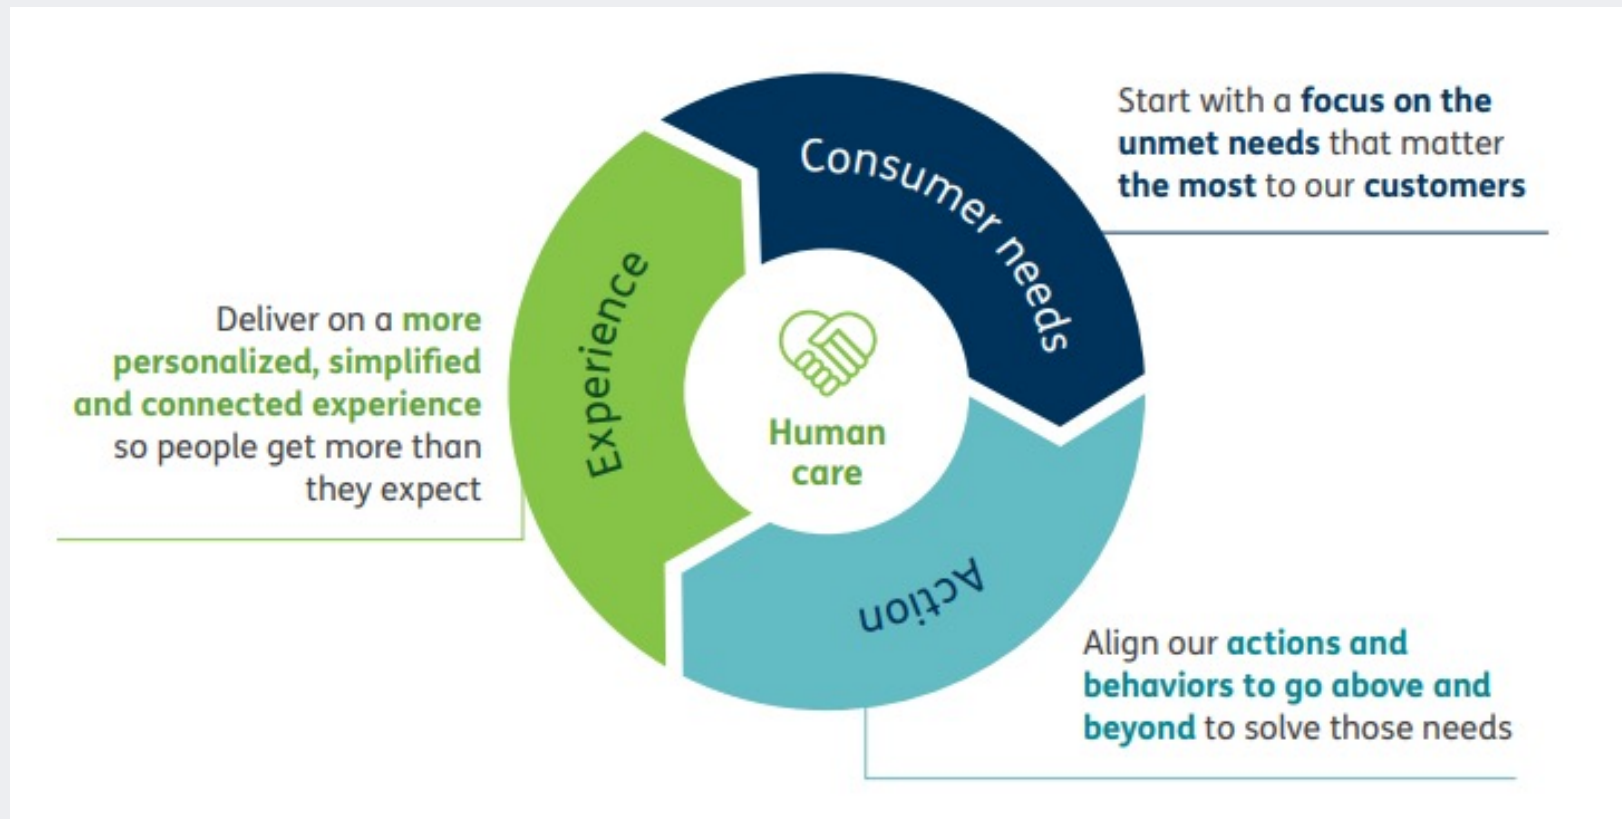 Consumer needs
Start with a focus on the
unmet needs that matter
the most to our customers
Action
Align our actions and
behaviors to go above and
beyond to solve those needs
Experience
Deliver on a more
personalized, simplified
and connected experience
so people get more than
they expect
Human
care